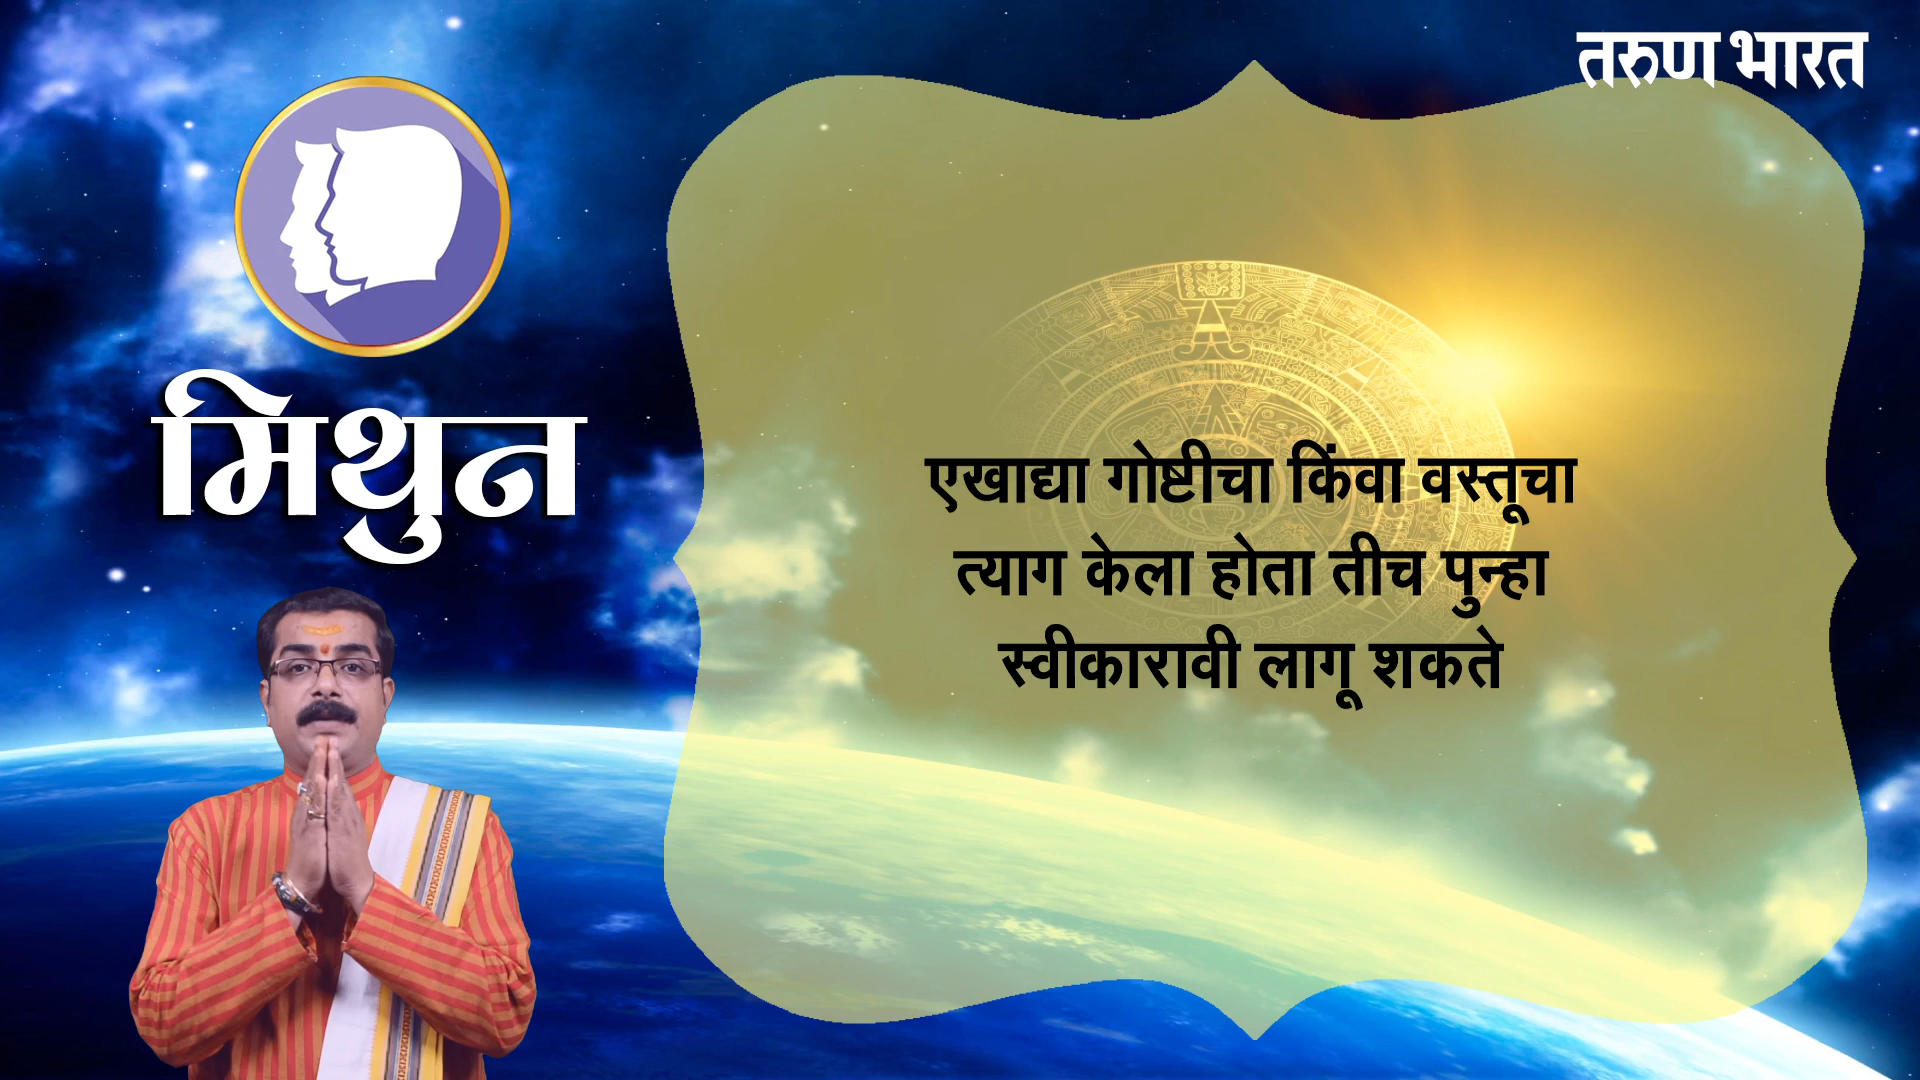 तरुण भारत
मिथुन
एखाद्या गोष्टीचा किंवा वस्तूचा
त्याग केला होता तीच पुन्हा
स्वीकारावी लागू शकते